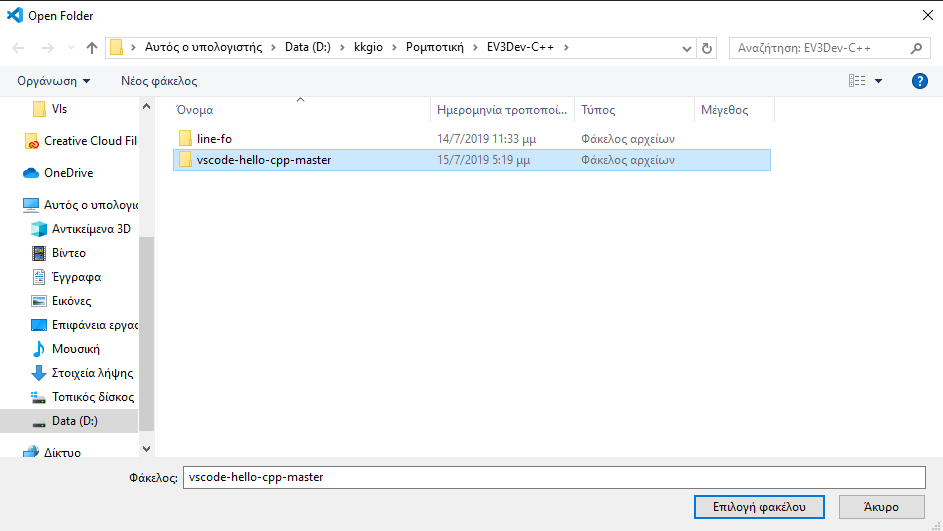 Open Folder
Αυτός ο υπολογιστής > Data (D:) > kkgio > Ρομποτική > EV3Dev-C++ >
Αναζήτηση: EV3Dev-C++
Οργάνωση Νέος φάκελος
VIs
Creative Cloud Fil
OneDrive
Αυτός ο υπολογισ
Αντικείμενα 3D
Βίντεο
Έγγραφα
Εικόνες
Επιφάνεια εργασ
Μουσική
Στοιχεία λήψης
Τοπικός δίσκος
Data (D:)
Δίκτυο
Όνομα Ημερομηνία τροποποί... Τύπος Μέγεθος
line-fo 14/7/2019 11:33 μμ Φάκελος αρχείων
vscode-hello-cpp-master 15/7/2019 5:19 μμ Φάκελος αρχείων
Φάκελος: vscode-hello-cpp-master
Επιλογή φακέλου Άκυρο